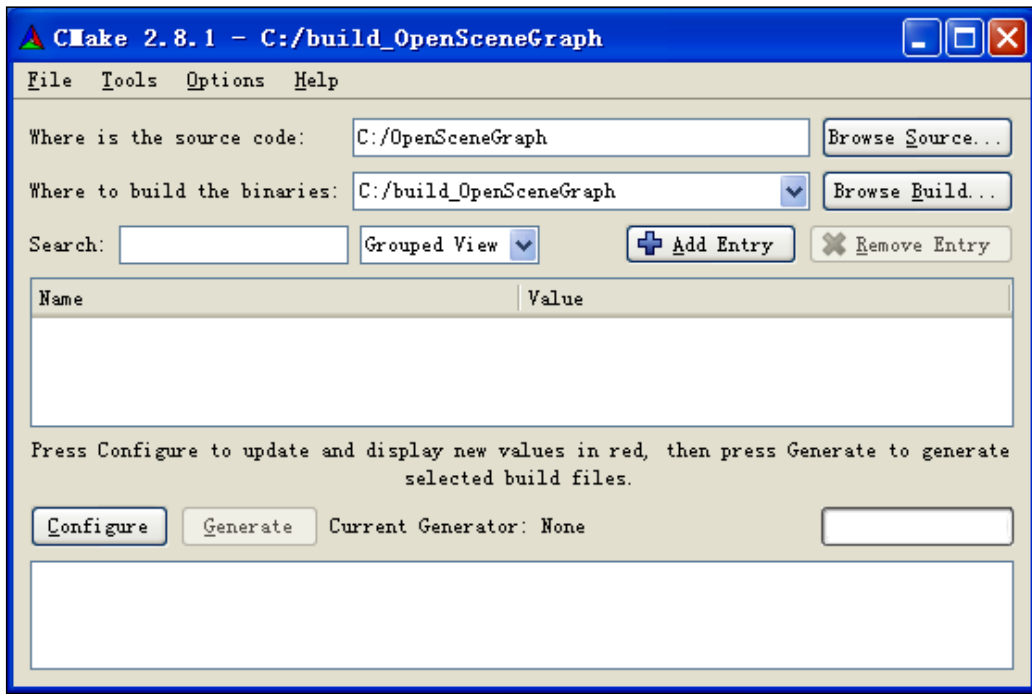 CMake 2.8.1 - C:/build_OpenSceneGraph
File Tools Options Help
Where is the source code: C:/OpenSceneGraph Browse Source...
Where to build the binaries: C:/build_OpenSceneGraph Browse Build...
Search: Grouped View Add Entry Remove Entry
Name Value
Press Configure to update and display new values in red, then press Generate to generate
selected build files.
Configure Generate Current Generator: None